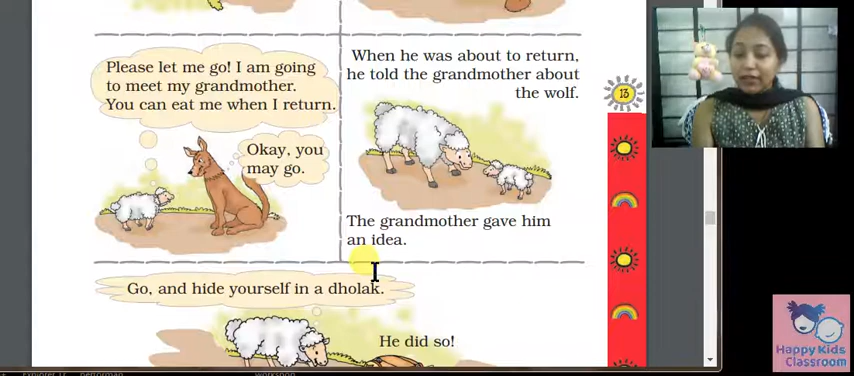 Please let me go! I am going
to meet my grandmother.
You can eat me when I return.
Okay, you
may go.
When he was about to return,
he told the grandmother about
the wolf.
The grandmother gave him
an idea.
13
Go, and hide yourself in a dholak.
He did so!
Happy Kids
Classroom